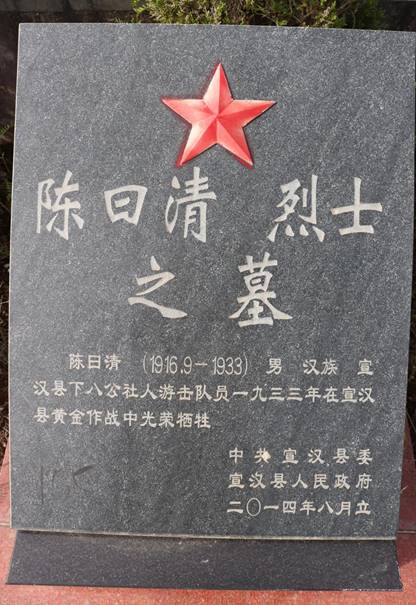 陈曰清 烈士
之墓
陈曰清 (1916.9—1933) 男 汉族 宣
汉县下八公社人游击队员一九三三年在宣汉
县黄金作战中光荣牺牲
中共宣汉县委
宣汉县人民政府
二〇一四年八月立